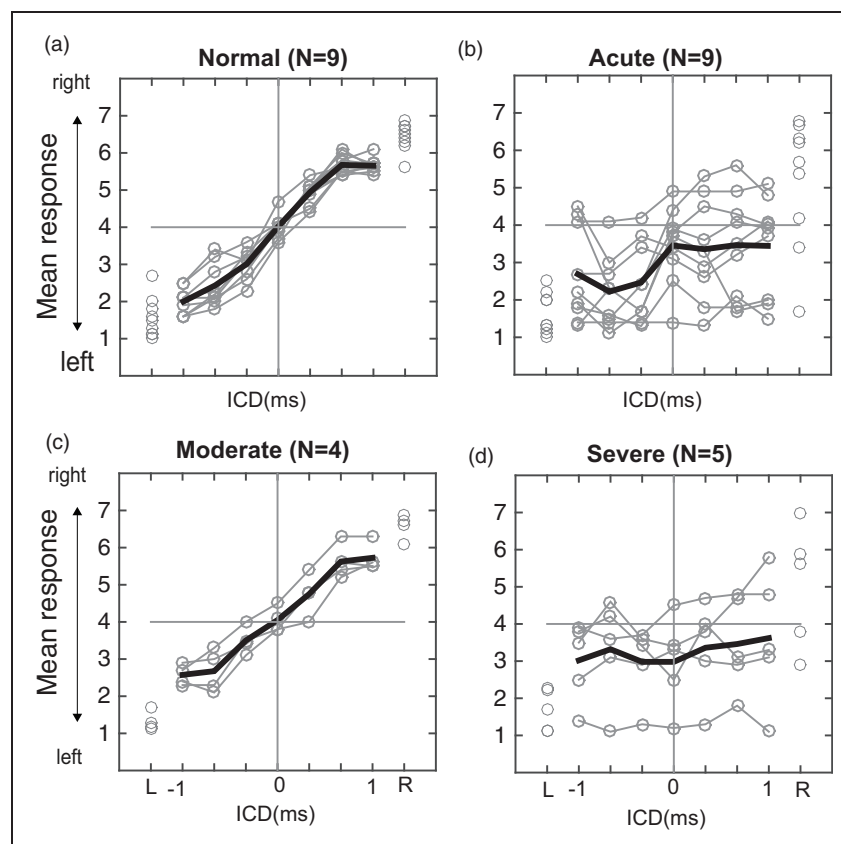 (a)
Normal (N=9)
right
7
6
5
4
3
2
1
Mean response
left
ICD(ms)
(b)
Acute (N=9)
7
6
5
4
3
2
1
ICD(ms)
(c)
Moderate (N=4)
right
7
6
5
4
3
2
1
Mean response
left
L -1 0 1 R
ICD(ms)
(d)
Severe (N=5)
7
6
5
4
3
2
1
L -1 0 1 R
ICD(ms)